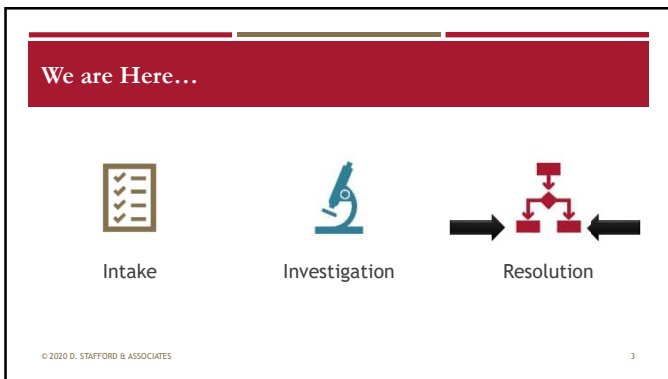 We are Here…
Intake
Investigation
Resolution
© 2020 D. STAFFORD & ASSOCIATES
3